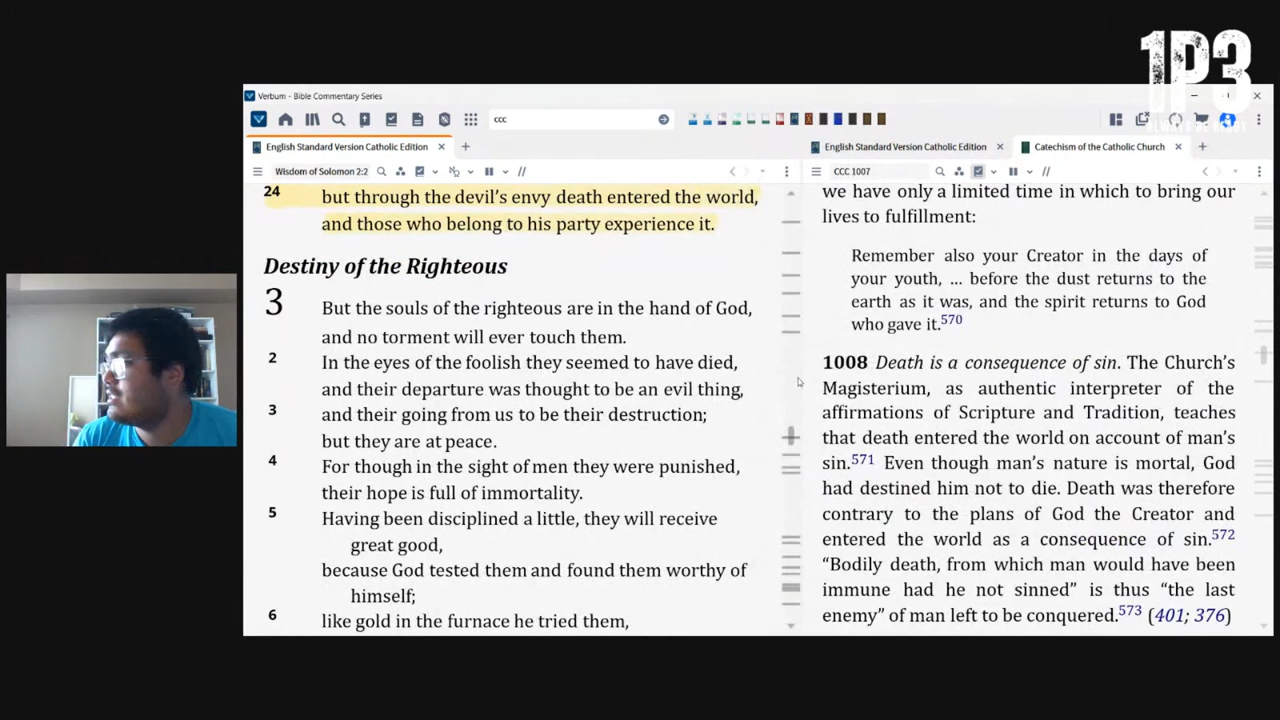 1P3
ALWAYS BE READY
Verbum - Bible Commentary Series
ccc
English Standard Version Catholic Edition
English Standard Version Catholic Edition
Catechism of the Catholic Church
Wisdom of Solomon 2:2
CCC 1007
24 but through the devil's envy death entered the world,
and those who belong to his party experience it.
Destiny of the Righteous
3 But the souls of the righteous are in the hand of God,
and no torment will ever touch them.
2 In the eyes of the foolish they seemed to have died,
and their departure was thought to be an evil thing,
3 and their going from us to be their destruction;
but they are at peace.
4 For though in the sight of men they were punished,
their hope is full of immortality.
5 Having been disciplined a little, they will receive
great good,
because God tested them and found them worthy of
himself;
6 like gold in the furnace he tried them,
we have only a limited time in which to bring our
lives to fulfillment:
Remember also your Creator in the days of
your youth, ... before the dust returns to the
earth as it was, and the spirit returns to God
who gave it.570
1008 Death is a consequence of sin. The Church's
Magisterium, as authentic interpreter of the
affirmations of Scripture and Tradition, teaches
that death entered the world on account of man's
sin.571 Even though man's nature is mortal, God
had destined him not to die. Death was therefore
contrary to the plans of God the Creator and
entered the world as a consequence of sin.572
“Bodily death, from which man would have been
immune had he not sinned” is thus “the last
enemy” of man left to be conquered.573 (401; 376)